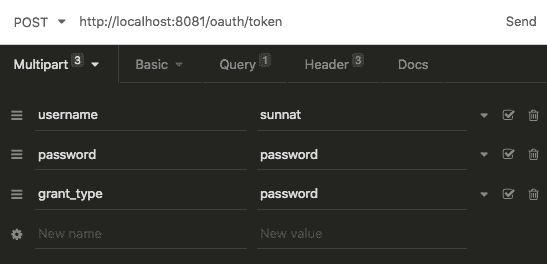 POST http://localhost:8081/oauth/token Send
Multipart 3 Basic Query 1 Header 3 Docs
username sunnat
password password
grant_type password
New name New value